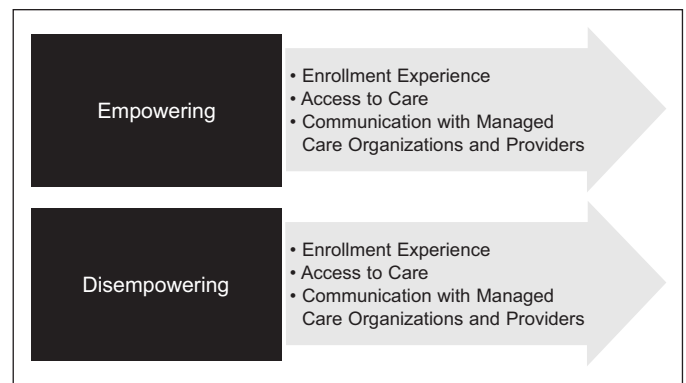 Empowering
• Enrollment Experience
• Access to Care
• Communication with Managed
Care Organizations and Providers
Disempowering
• Enrollment Experience
• Access to Care
• Communication with Managed
Care Organizations and Providers